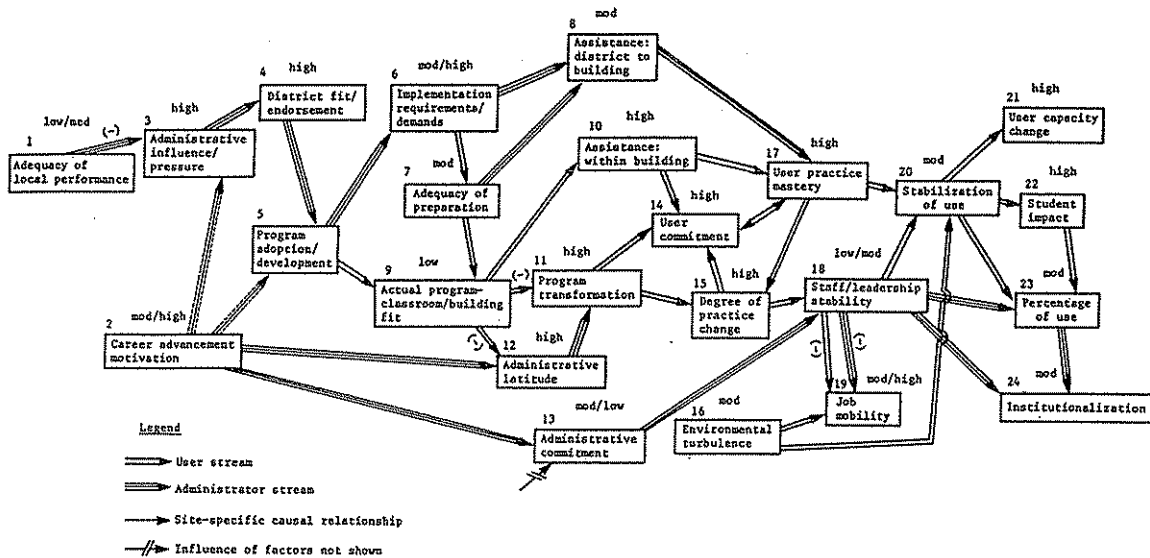 low/mod
(-)
1
Adequacy of
local performance
high
3
Administrative
influence/
pressure
4
high
District fit/
endorsement
5
Program
adoption/
development
mod/high
2
Career advancement
motivation
mod/high
6
Implementation
requirements/
demands
mod
7
Adequacy of
preparation
8
mod
Assistance:
district to
building
low
9
Actual program-
classroom/building
fit
high
10
Assistance:
within building
(-)
high
11
Program
transformation
(-)
12
high
Administrative
latitude
mod/low
13
Administrative
commitment
high
14
User
commitment
high
15
Degree of
practice
change
16
mod
Environmental
turbulence
high
17
User practice
mastery
low/mod
18
Staff/leadership
stability
(-)
(-)
mod/high
19
Job
mobility
mod
20
Stabilization
of use
high
21
User capacity
change
high
22
Student
impact
mod
23
Percentage
of use
mod
24
Institutionalization
Legend
User stream
Administrator stream
Site-specific causal relationship
Influence of factors not shown